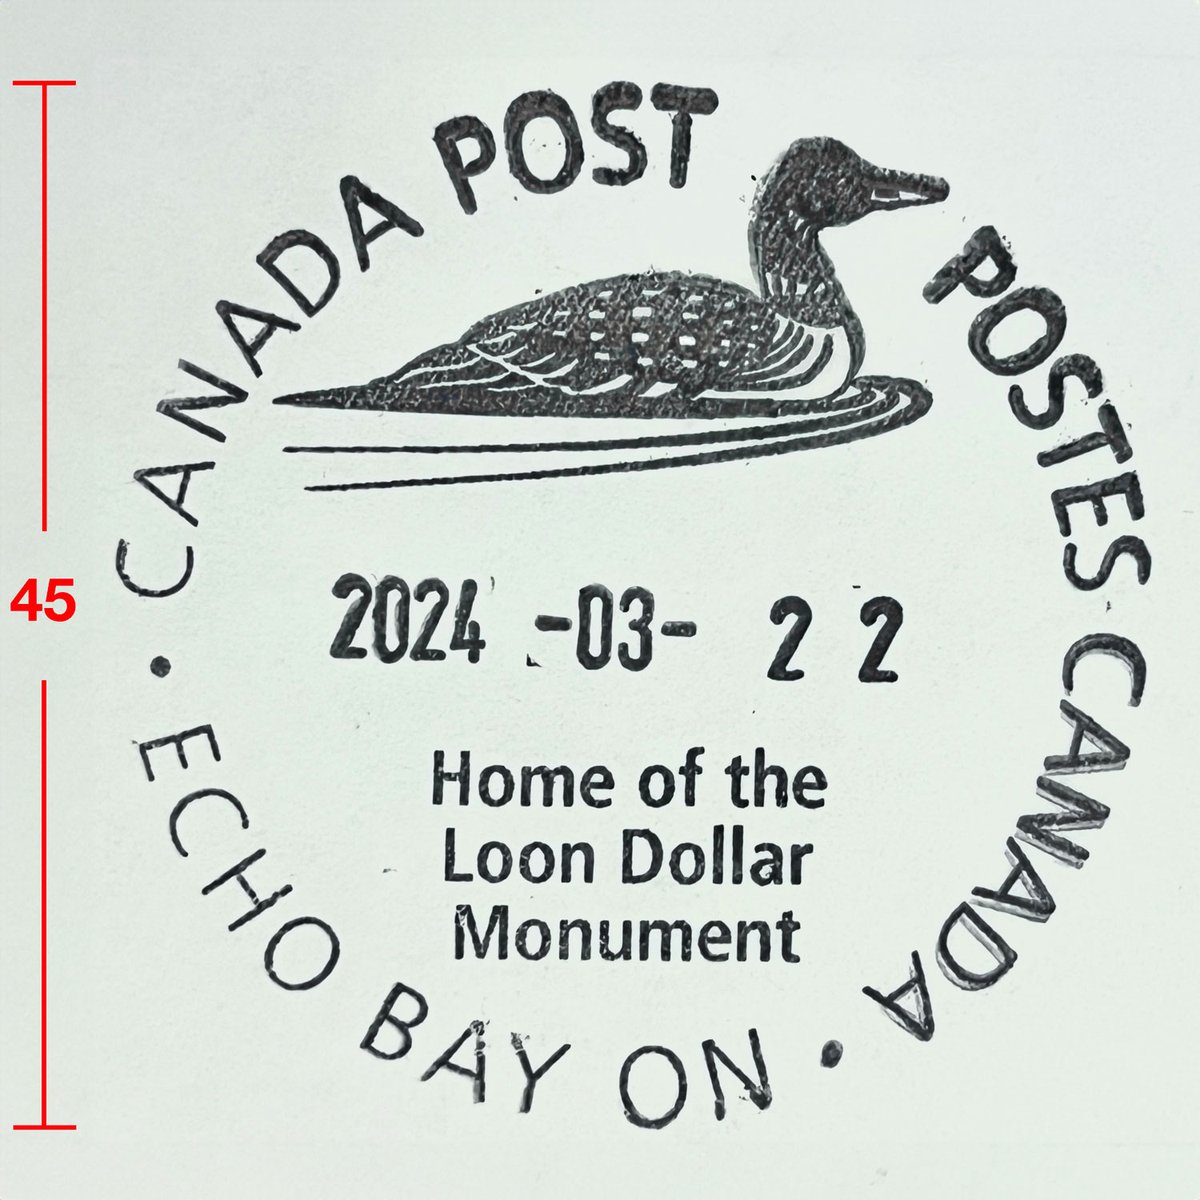 CANADA POST
POSTES CANADA
45
2024 -03- 2 2
Home of the
Loon Dollar
Monument
• ECHO BAY ON •